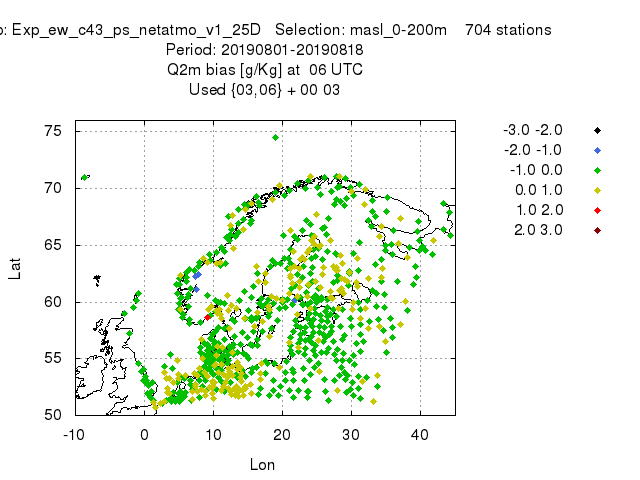 : Exp_ew_c43_ps_netatmo_v1_25D Selection: masl_0-200m 704 stations
Period: 20190801-20190818
Q2m bias [g/Kg] at 06 UTC
Used {03,06} + 00 03
75
70
65
60
55
50
Lat
-10 0 10 20 30 40
Lon
-3.0 -2.0
-2.0 -1.0
-1.0 0.0
0.0 1.0
1.0 2.0
2.0 3.0